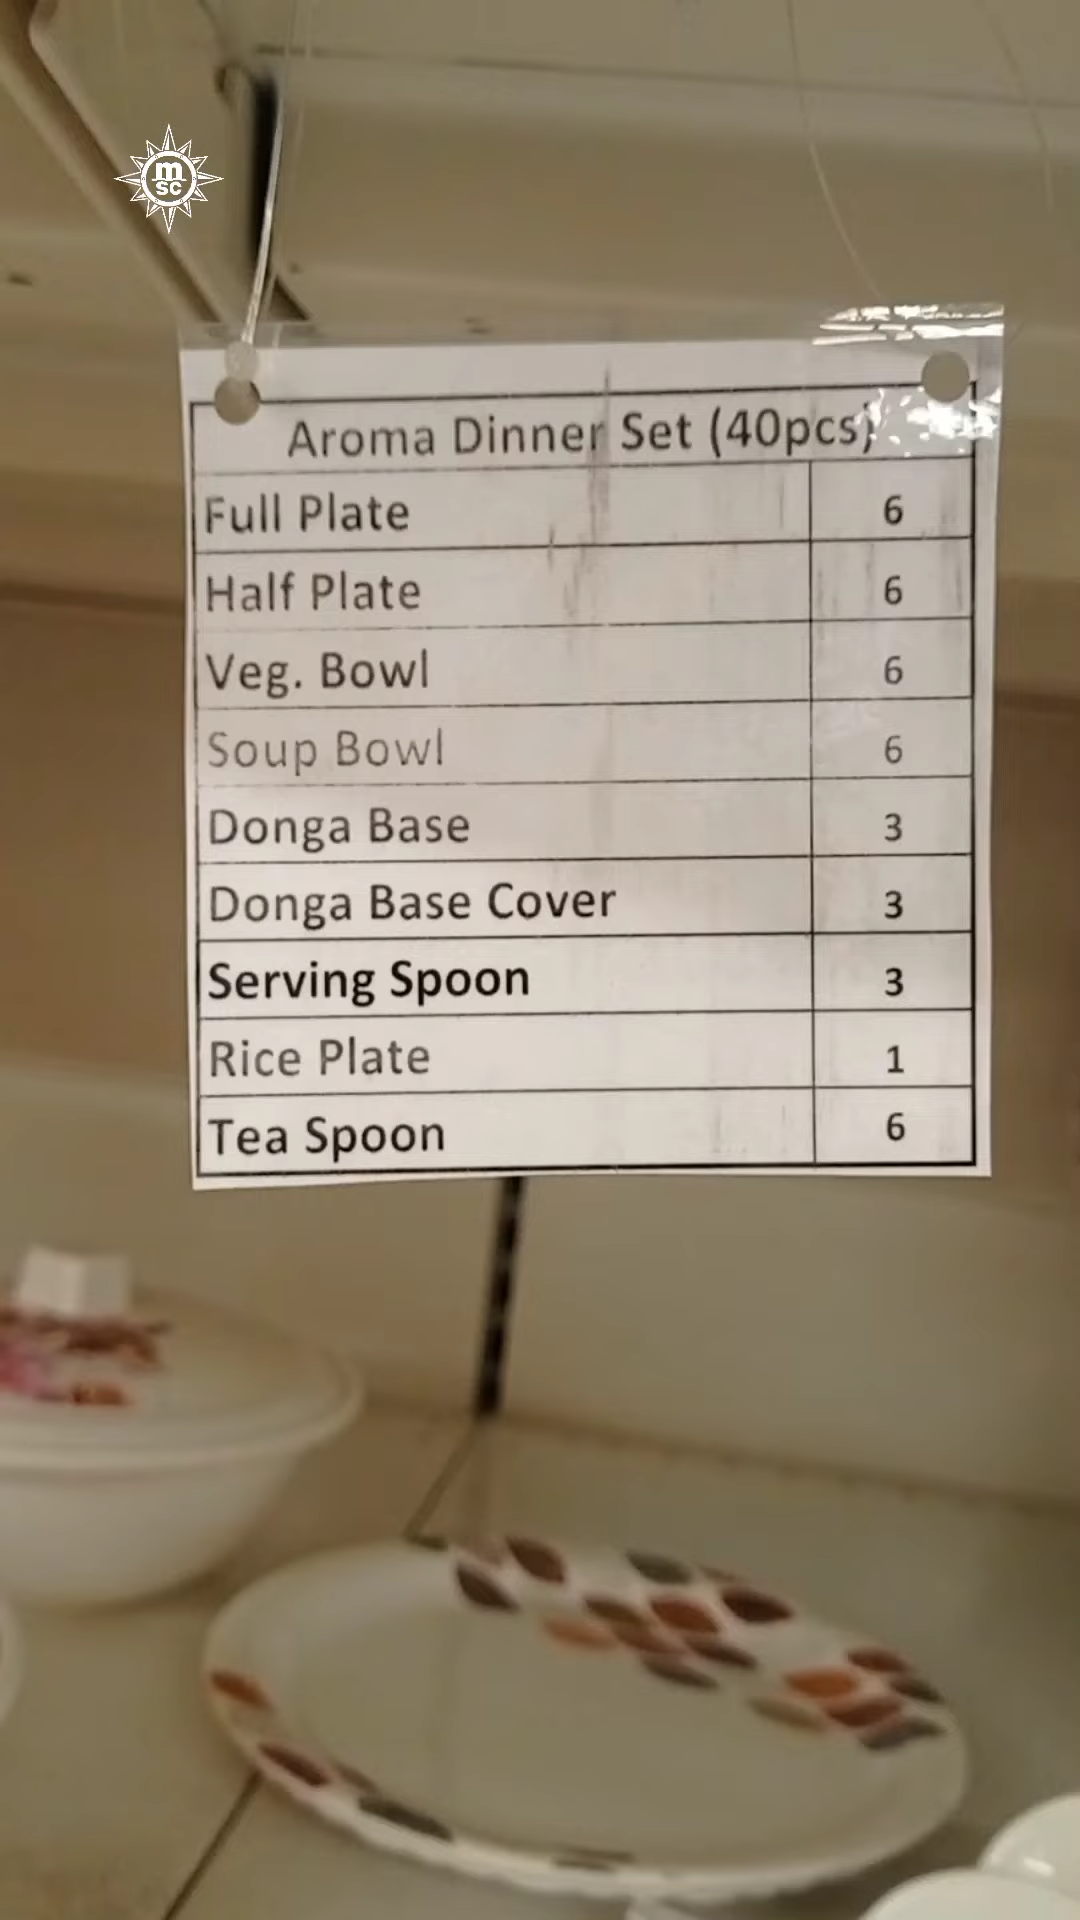 m
sc
Aroma Dinner Set (40pcs)
Full Plate 6
Half Plate 6
Veg. Bowl 6
Soup Bowl 6
Donga Base 3
Donga Base Cover 3
Serving Spoon 3
Rice Plate 1
Tea Spoon 6